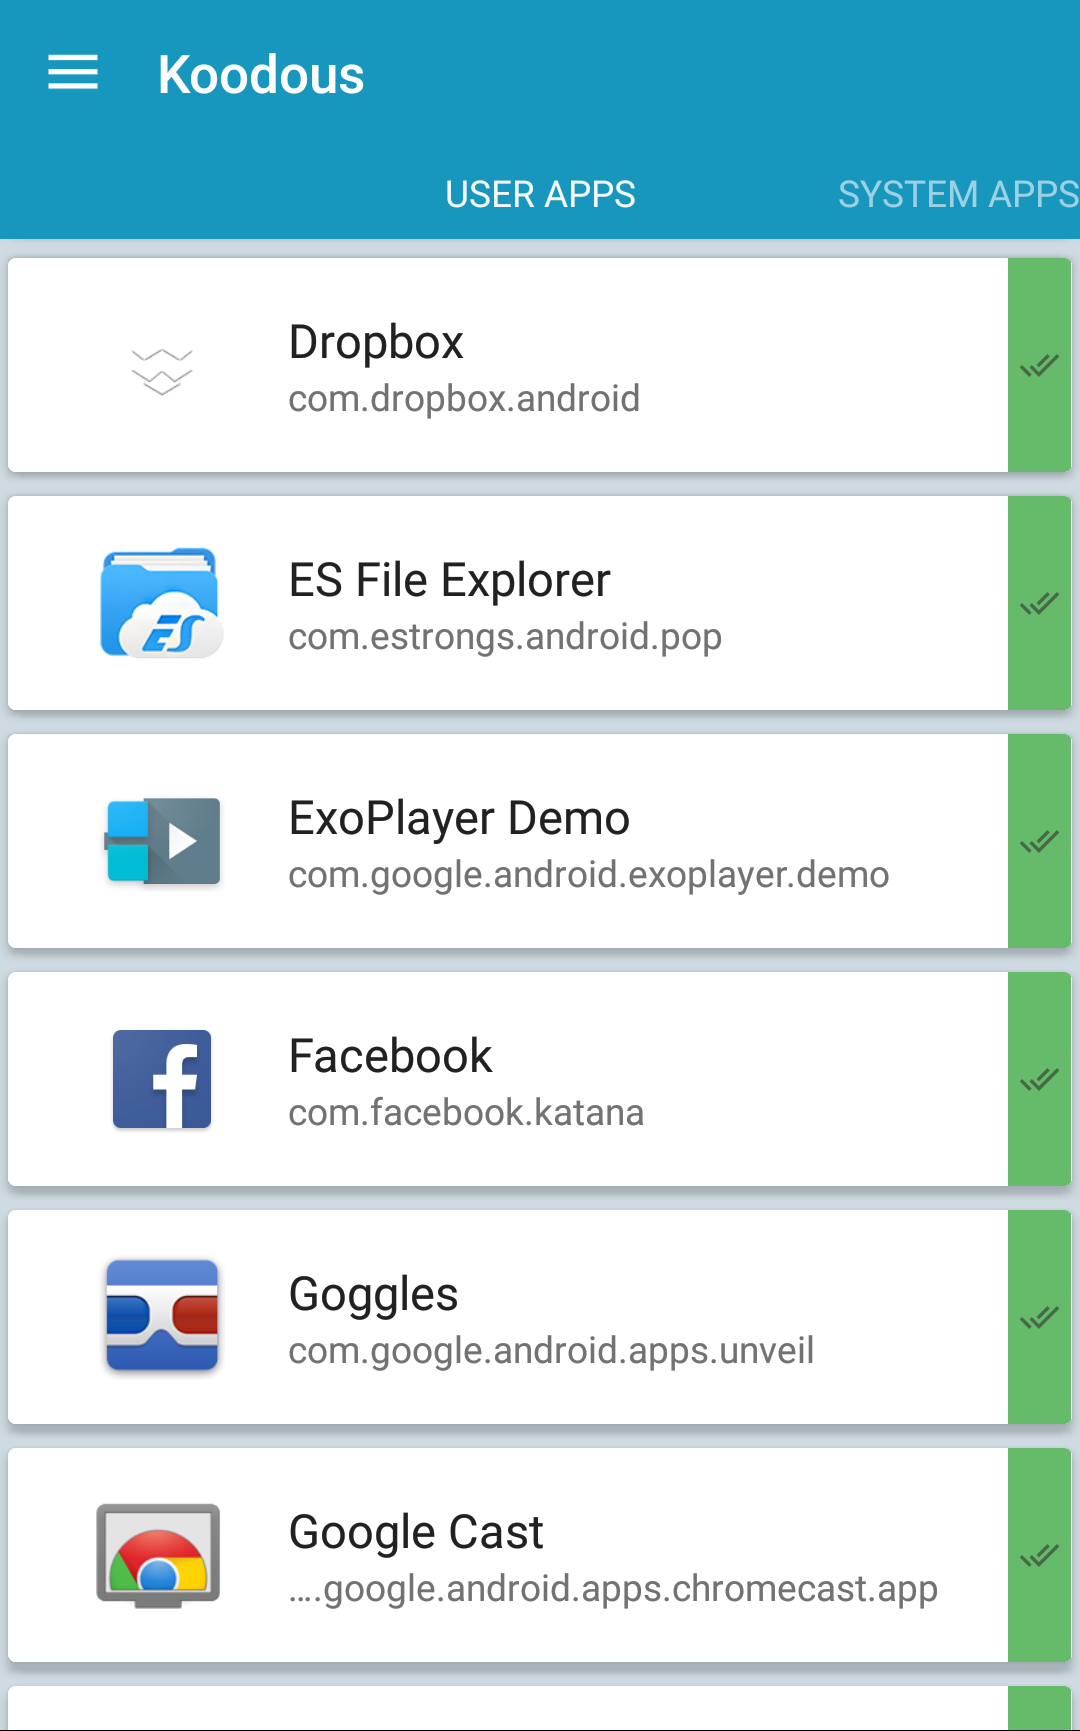 Koodous
USER APPS
SYSTEM APPS
Dropbox
com.dropbox.android
ES File Explorer
com.estrongs.android.pop
ES
ExoPlayer Demo
com.google.android.exoplayer.demo
Facebook
com.facebook.katana
f
Goggles
com.google.android.apps.unveil
Google Cast
....google.android.apps.chromecast.app